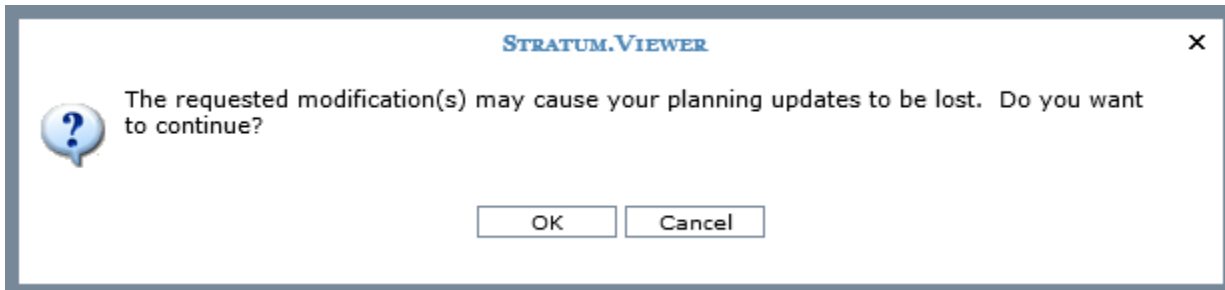 STRATUM.VIEWER
The requested modification(s) may cause your planning updates to be lost.  Do you want
to continue?
OK
Cancel